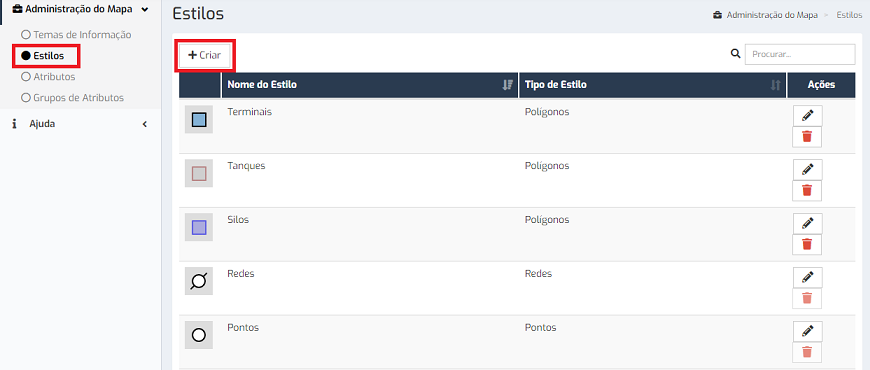 Administração do Mapa
Temas de Informação
Estilos
Atributos
Grupos de Atributos
Ajuda
Estilos
Administração do Mapa > Estilos
+ Criar
Procurar...
Nome do Estilo Tipo de Estilo Ações
Terminais Polígonos
Tanques Polígonos
Silos Polígonos
Redes Redes
Pontos Pontos